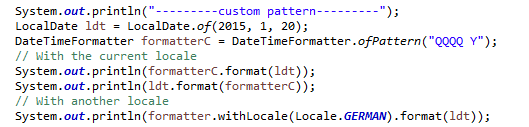 System.out.println("---------custom pattern---------");
LocalDate ldt = LocalDate.of(2015, 1, 20);
DateTimeFormatter formatterC = DateTimeFormatter.ofPattern("QQQQ Y");
// With the current locale
System.out.println(formatterC.format(ldt));
System.out.println(ldt.format(formatterC));
// With another locale
System.out.println(formatter.withLocale(Locale.GERMAN).format(ldt));